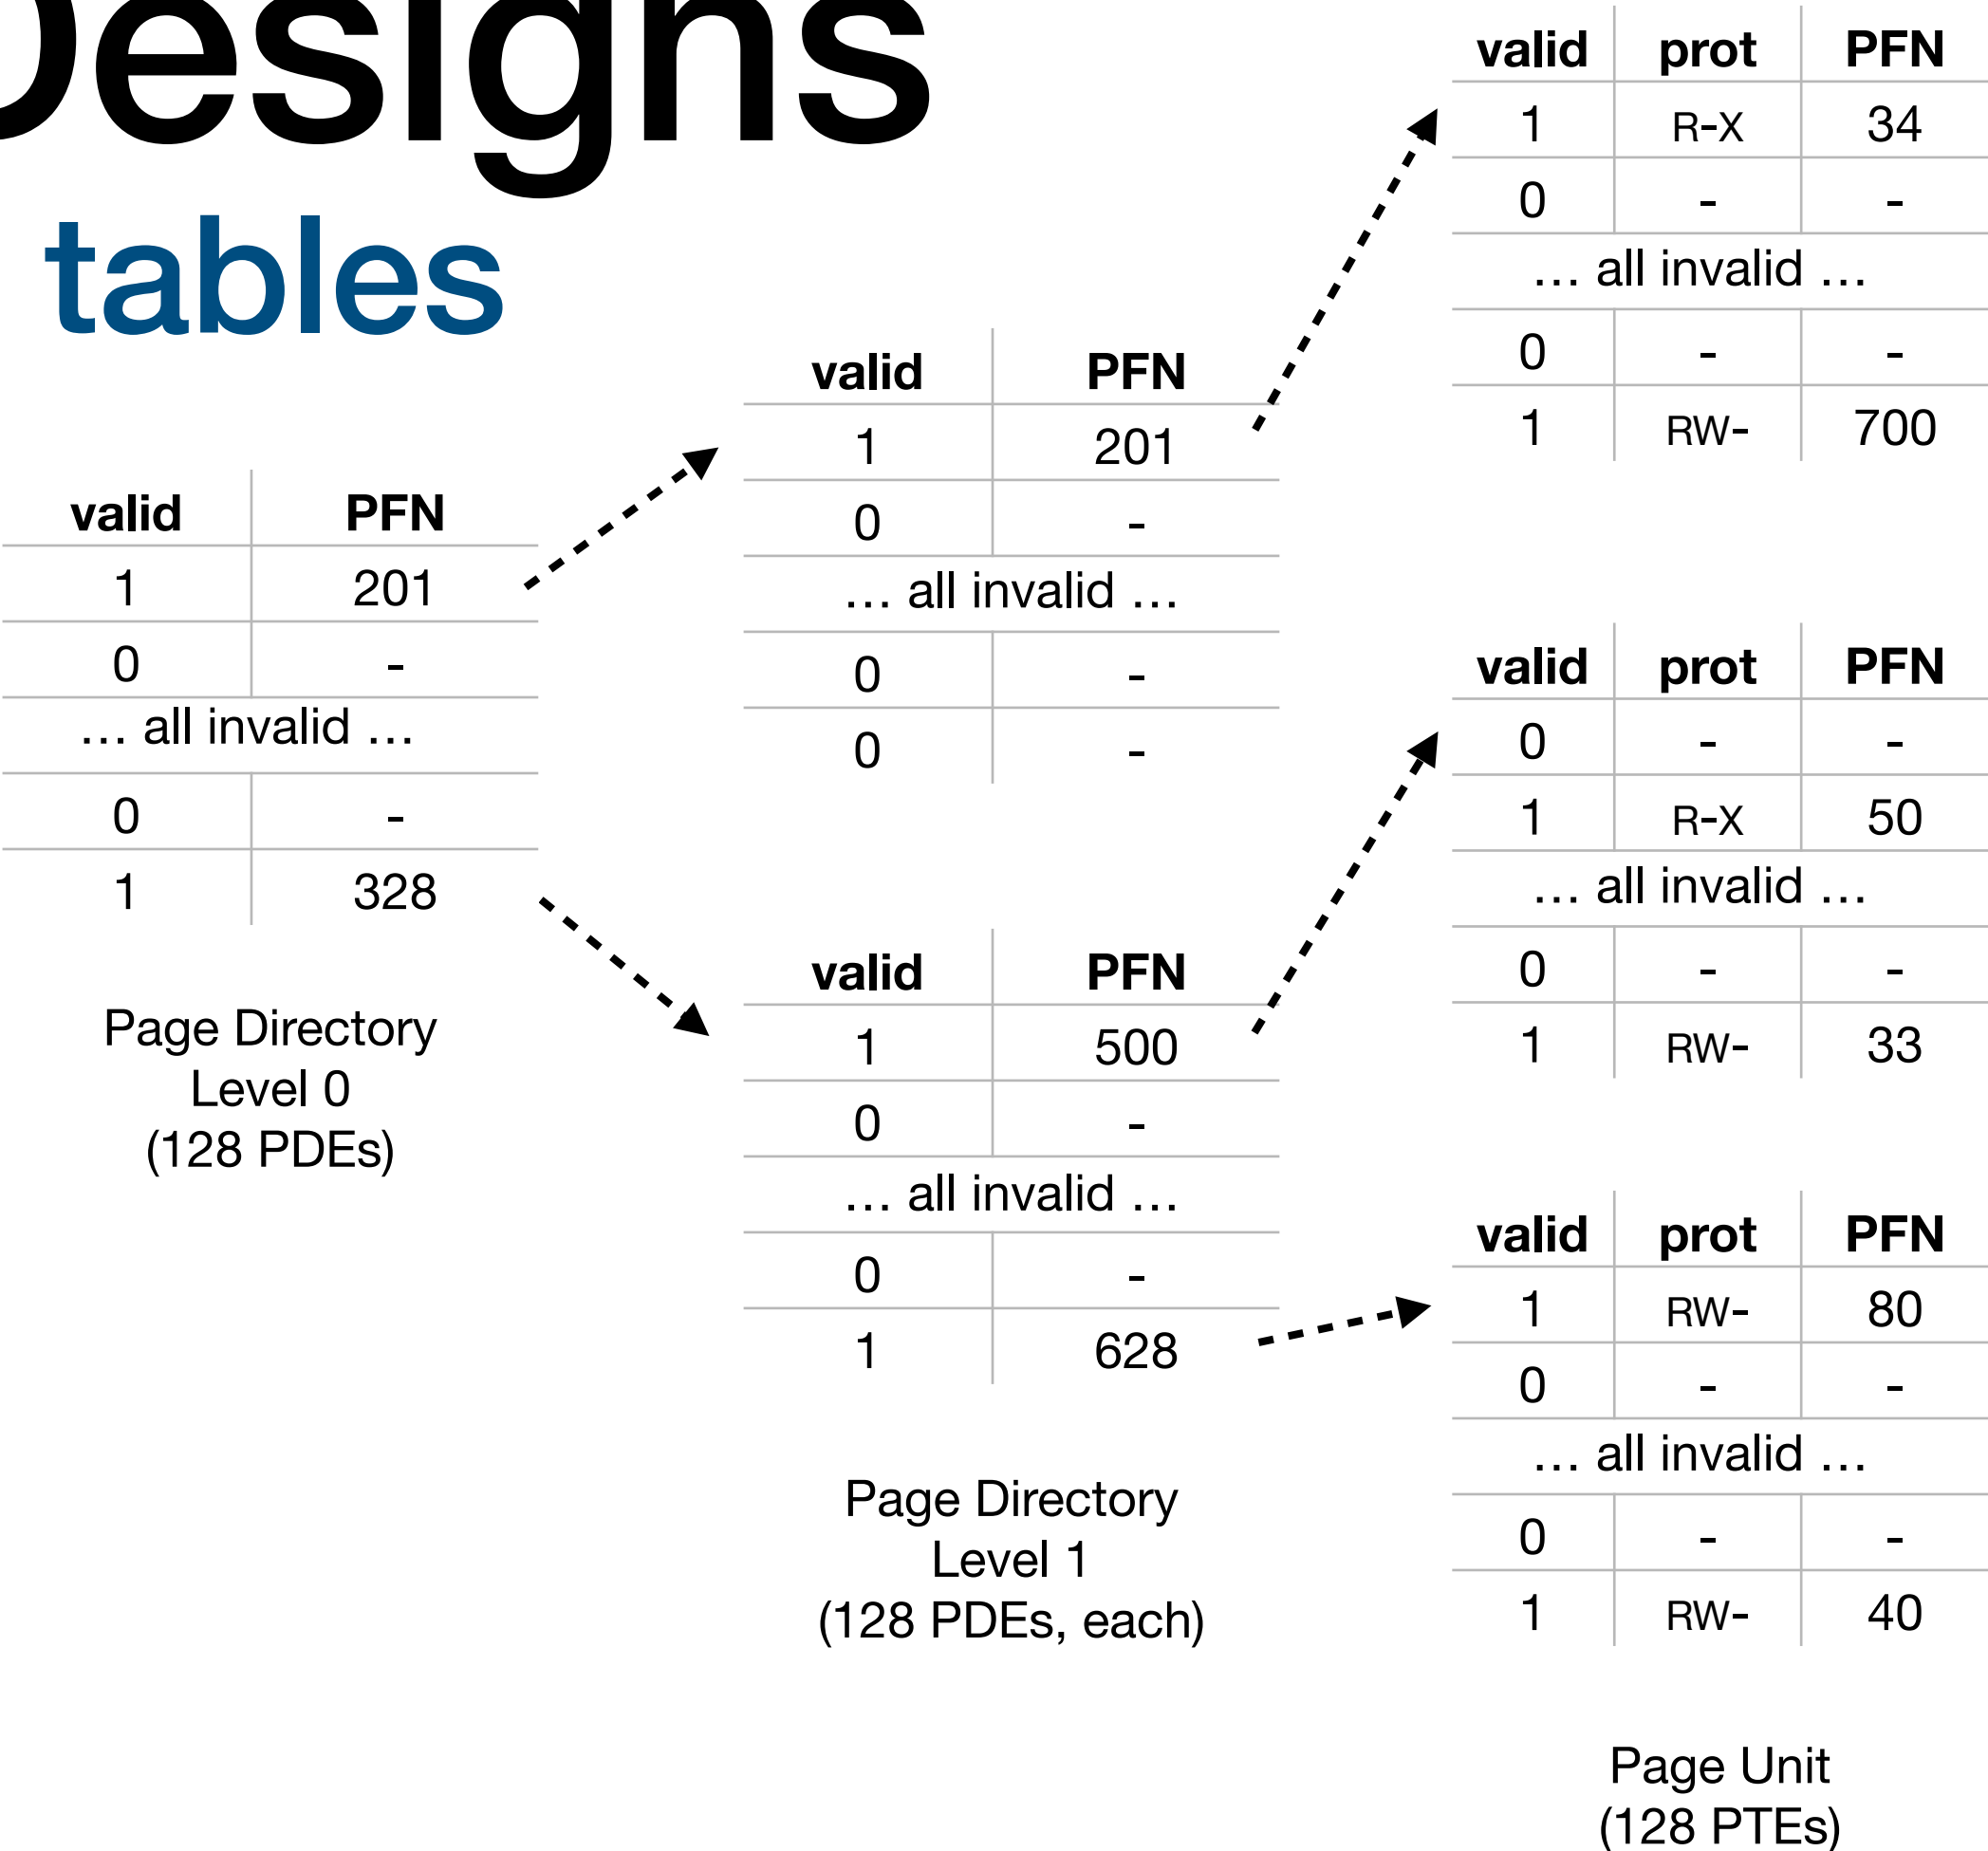 Designs
tables
valid PFN
1 201
0 -
… all invalid …
0 -
1 328
Page Directory
Level 0
(128 PDEs)
valid PFN
1 201
0 -
… all invalid …
0 -
0 -
valid PFN
1 500
0 -
… all invalid …
0 -
1 628
Page Directory
Level 1
(128 PDEs, each)
valid prot PFN
1 R-X 34
0 - -
… all invalid …
0 - -
1 RW- 700
valid prot PFN
0 - -
1 R-X 50
… all invalid …
0 - -
1 RW- 33
valid prot PFN
1 RW- 80
0 - -
… all invalid …
0 - -
1 RW- 40
Page Unit
(128 PTEs)